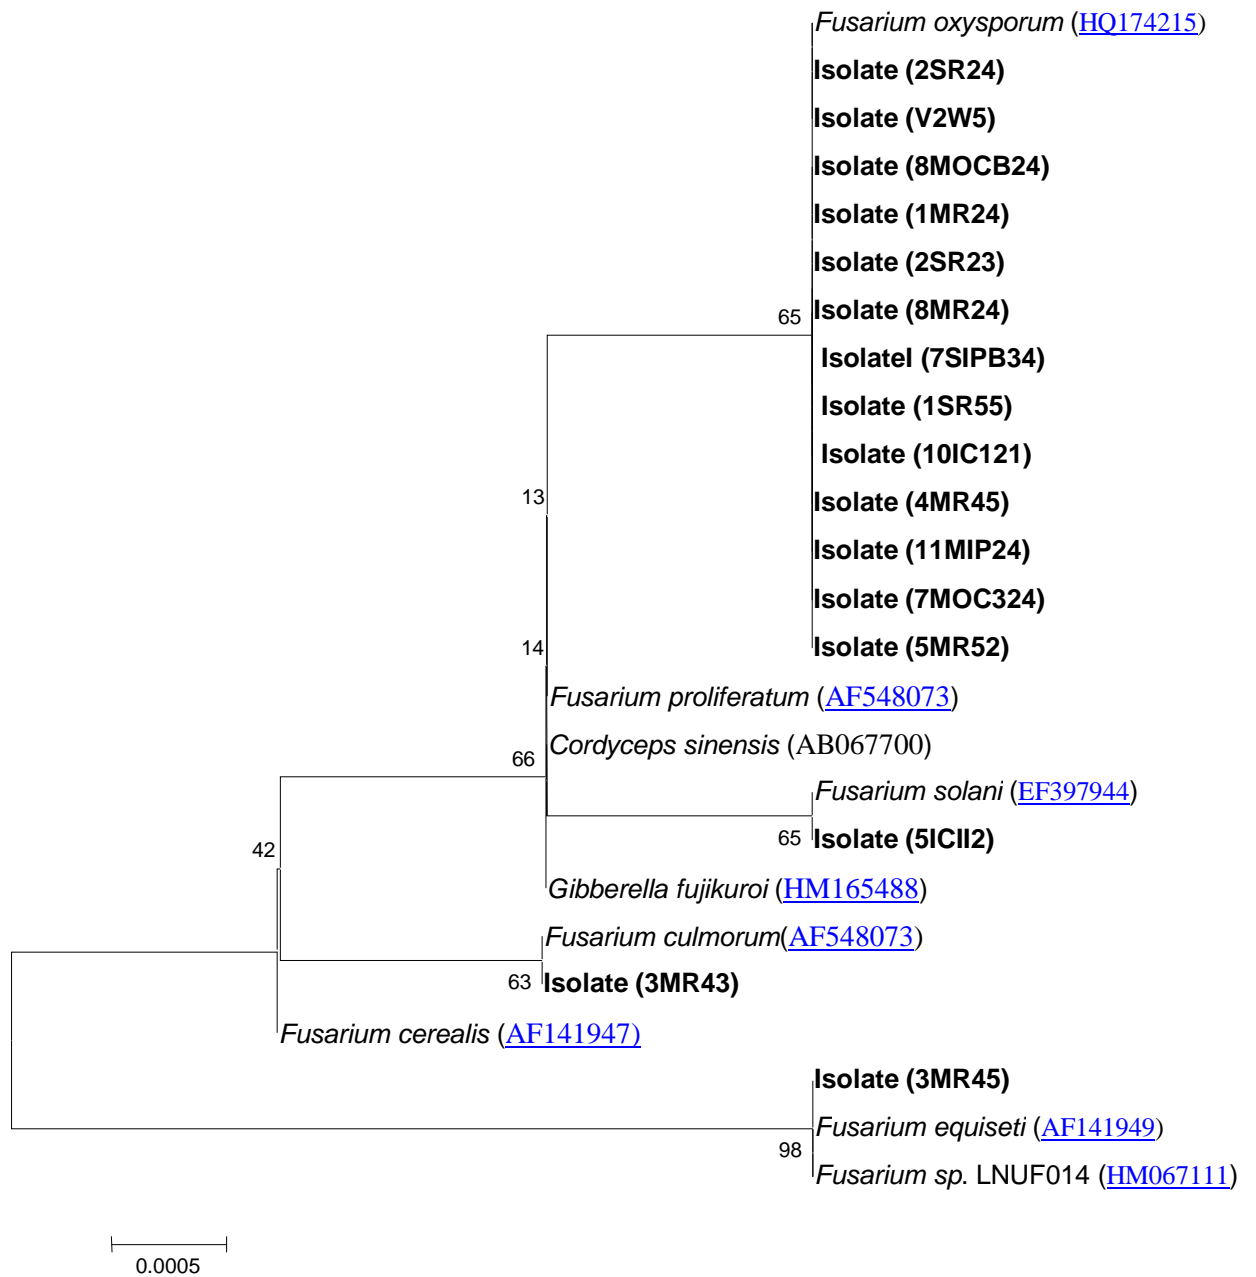 Fusarium oxysporum (HQ174215)
Isolate (2SR24)
Isolate (V2W5)
Isolate (8MOCB24)
Isolate (1MR24)
Isolate (2SR23)
Isolate (8MR24)
65
IsolateI (7SIPB34)
Isolate (1SR55)
Isolate (10IC121)
13
Isolate (4MR45)
Isolate (11MIP24)
Isolate (7MOC324)
14
Isolate (5MR52)
Fusarium proliferatum (AF548073)
Cordyceps sinensis (AB067700)
66
Fusarium solani (EF397944)
65
Isolate (5ICII2)
42
Gibberella fujikuroi (HM165488)
Fusarium culmorum(AF548073)
63
Isolate (3MR43)
Fusarium cerealis (AF141947)
Isolate (3MR45)
Fusarium equiseti (AF141949)
98
Fusarium sp. LNUF014 (HM067111)
0.0005